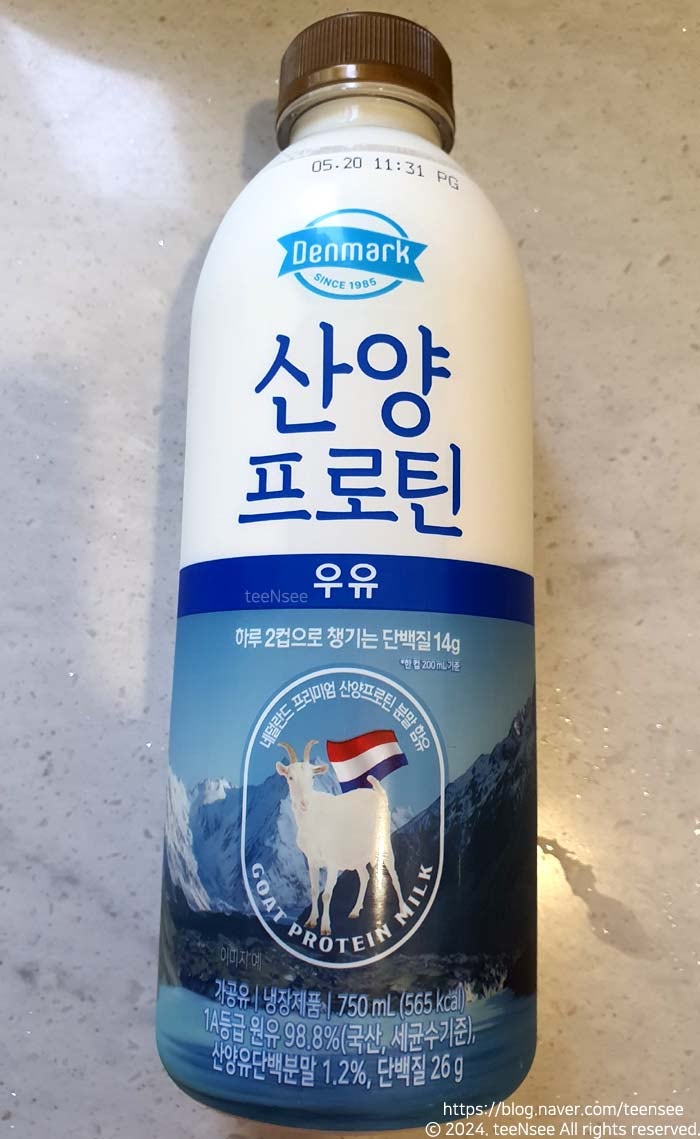 05.20 11:31 PG
Denmark
SINCE 1985
산양
프로틴
우유
teeNsee
하루 2컵으로 챙기는 단백질 14g
*한 컵 200mL 기준
네덜란드 프리미엄 산양프로틴 분말 함유
GOAT PROTEIN MILK
이미지 예
가공유 | 냉장제품 | 750 mL (565 kcal)
1A등급 원유 98.8%(국산, 세균수기준),
산양유단백분말 1.2%, 단백질 26 g
https://blog.naver.com/teensee
© 2024. teeNsee All rights reserved.